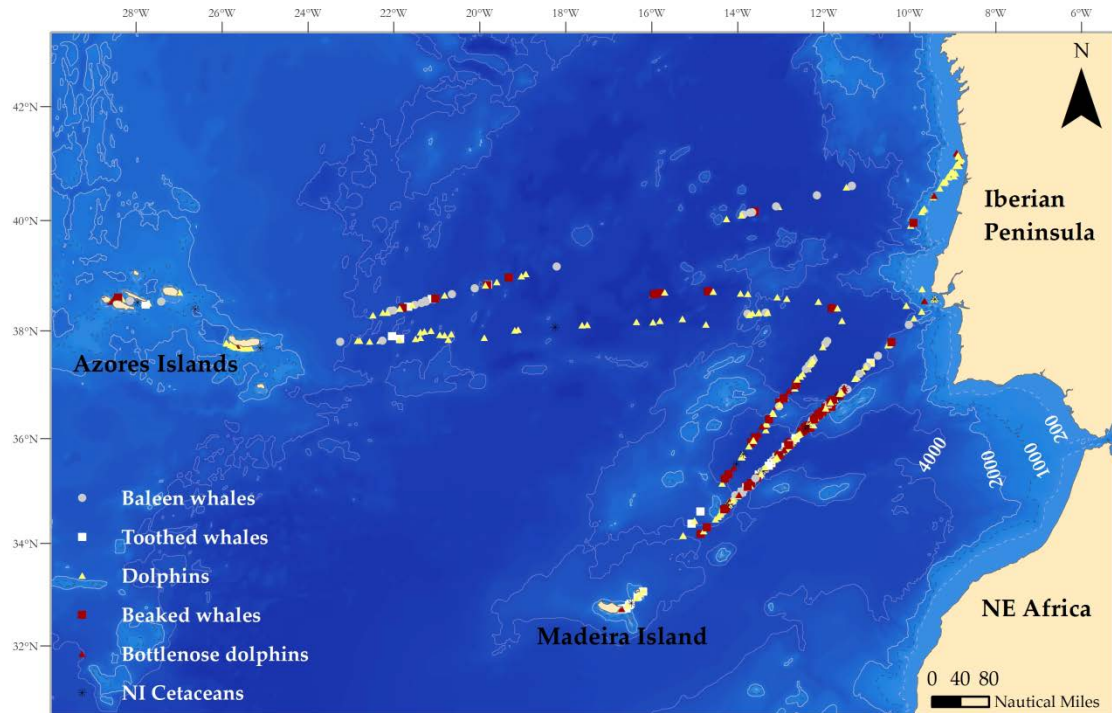 28°W
26°W
24°W
22°W
20°W
18°W
16°W
14°W
12°W
10°W
8°W
6°W
42°N
40°N
38°N
36°N
34°N
32°N
N
Iberian
Peninsula
Azores Islands
Madeira Island
NE Africa
4000
2000
1000
200
Baleen whales
Toothed whales
Dolphins
Beaked whales
Bottlenose dolphins
NI Cetaceans
0 40 80
Nautical Miles